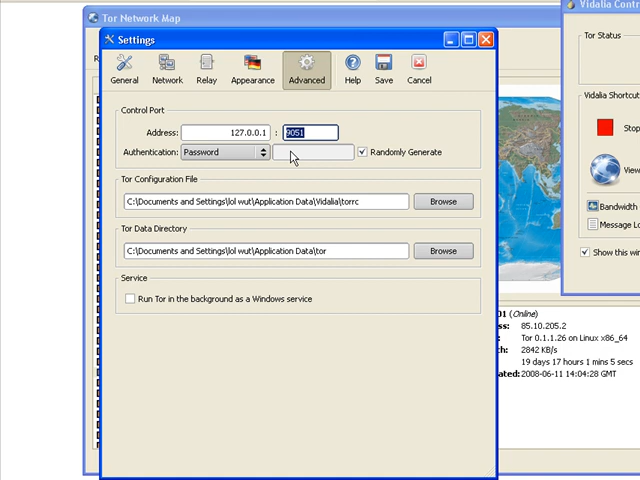 Tor Network Map
Vidalia Contr
Settings
Tor Status
General
Network
Relay
Appearance
Advanced
Help
Save
Cancel
Control Port
Address: 127.0.0.1 : 9051
Authentication: Password Randomly Generate
Vidalia Shortcuts
Stop
View
Bandwidth
Message Lo
Show this win
Tor Configuration File
C:\Documents and Settings\lol wut\Application Data\Vidalia\torrc
Browse
Tor Data Directory
C:\Documents and Settings\lol wut\Application Data\tor
Browse
Service
Run Tor in the background as a Windows service
01 (Online)
ss: 85.10.205.2
: Tor 0.1.1.26 on Linux x86_64
th: 2842 KB/s
19 days 17 hours 1 mins 5 secs
ated: 2008-06-11 14:04:28 GMT